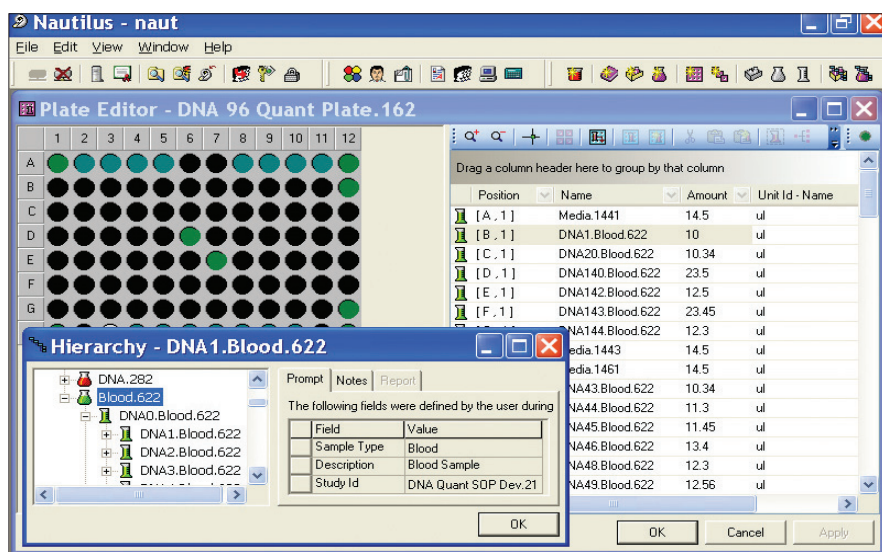 Nautilus - naut
File Edit View Window Help
Plate Editor - DNA 96 Quant Plate.162
1 2 3 4 5 6 7 8 9 10 11 12
A
B
C
D
E
F
G
Drag a column header here to group by that column
Position Name Amount Unit Id - Name
[A,1] Media.1441 14.5 ul
[B,1] DNA1.Blood.622 10 ul
[C,1] DNA20.Blood.622 10.34 ul
[D,1] DNA140.Blood.622 23.5 ul
[E,1] DNA142.Blood.622 12.5 ul
[F,1] DNA143.Blood.622 23.45 ul
DNA144.Blood.622 12.3 ul
edia.1443 14.5 ul
edia.1461 14.5 ul
NA43.Blood.622 10.34 ul
NA44.Blood.622 11.3 ul
NA45.Blood.622 11.45 ul
NA46.Blood.622 13.4 ul
NA48.Blood.622 12.3 ul
NA49.Blood.622 12.56 ul
OK Cancel Apply
Hierarchy - DNA1.Blood.622
DNA.282
Blood.622
DNA0.Blood.622
DNA1.Blood.622
DNA2.Blood.622
DNA3.Blood.622
Prompt Notes Report
The following fields were defined by the user during
Field Value
Sample Type Blood
Description Blood Sample
Study Id DNA Quant SOP Dev.21
OK